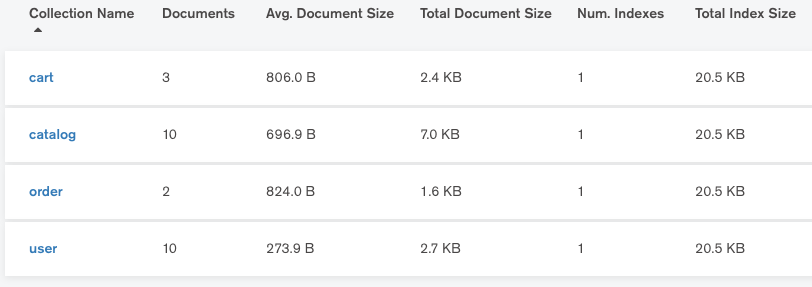 Collection Name Documents Avg. Document Size Total Document Size Num. Indexes Total Index Size
cart 3 806.0 B 2.4 KB 1 20.5 KB
catalog 10 696.9 B 7.0 KB 1 20.5 KB
order 2 824.0 B 1.6 KB 1 20.5 KB
user 10 273.9 B 2.7 KB 1 20.5 KB